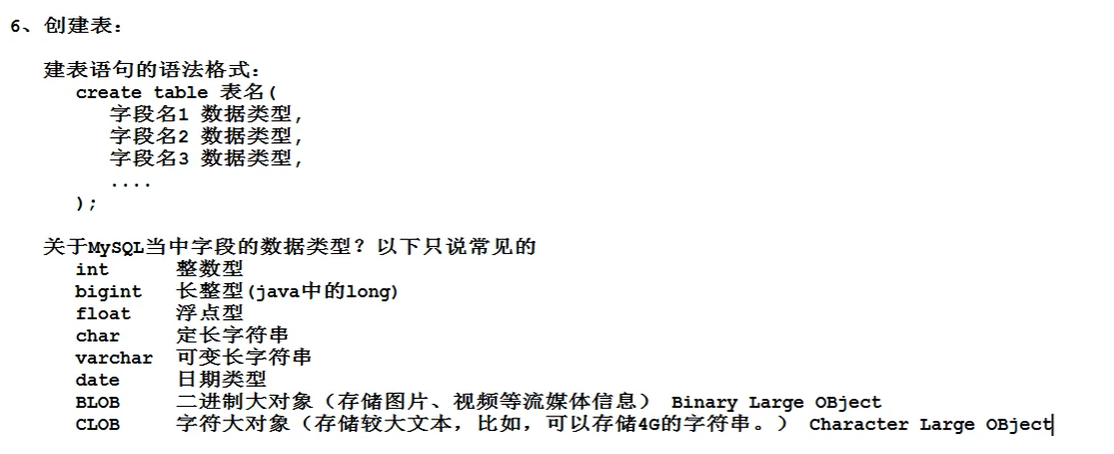 6、创建表：
建表语句的语法格式：
create table 表名(
字段名1 数据类型,
字段名2 数据类型,
字段名3 数据类型,
....
);
关于MySQL当中字段的数据类型？以下只说常见的
int 整数型
bigint 长整型(java中的long)
float 浮点型
char 定长字符串
varchar 可变长字符串
date 日期类型
BLOB 二进制大对象（存储图片、视频等流媒体信息） Binary Large OBject
CLOB 字符大对象（存储较大文本，比如，可以存储4G的字符串。） Character Large OBject